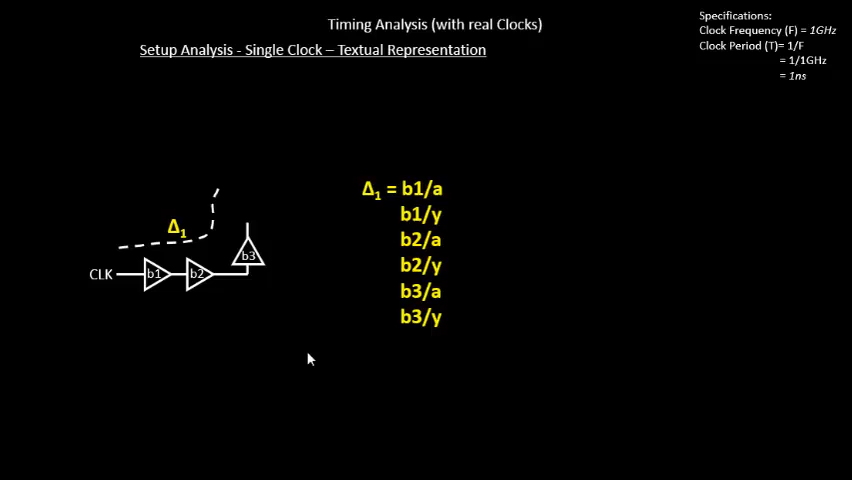 Timing Analysis (with real Clocks)
Setup Analysis - Single Clock – Textual Representation
Specifications:
Clock Frequency (F) = 1GHz
Clock Period (T)= 1/F
= 1/1GHz
= 1ns
Δ1
CLK
b1
b2
b3
Δ1 = b1/a
b1/y
b2/a
b2/y
b3/a
b3/y